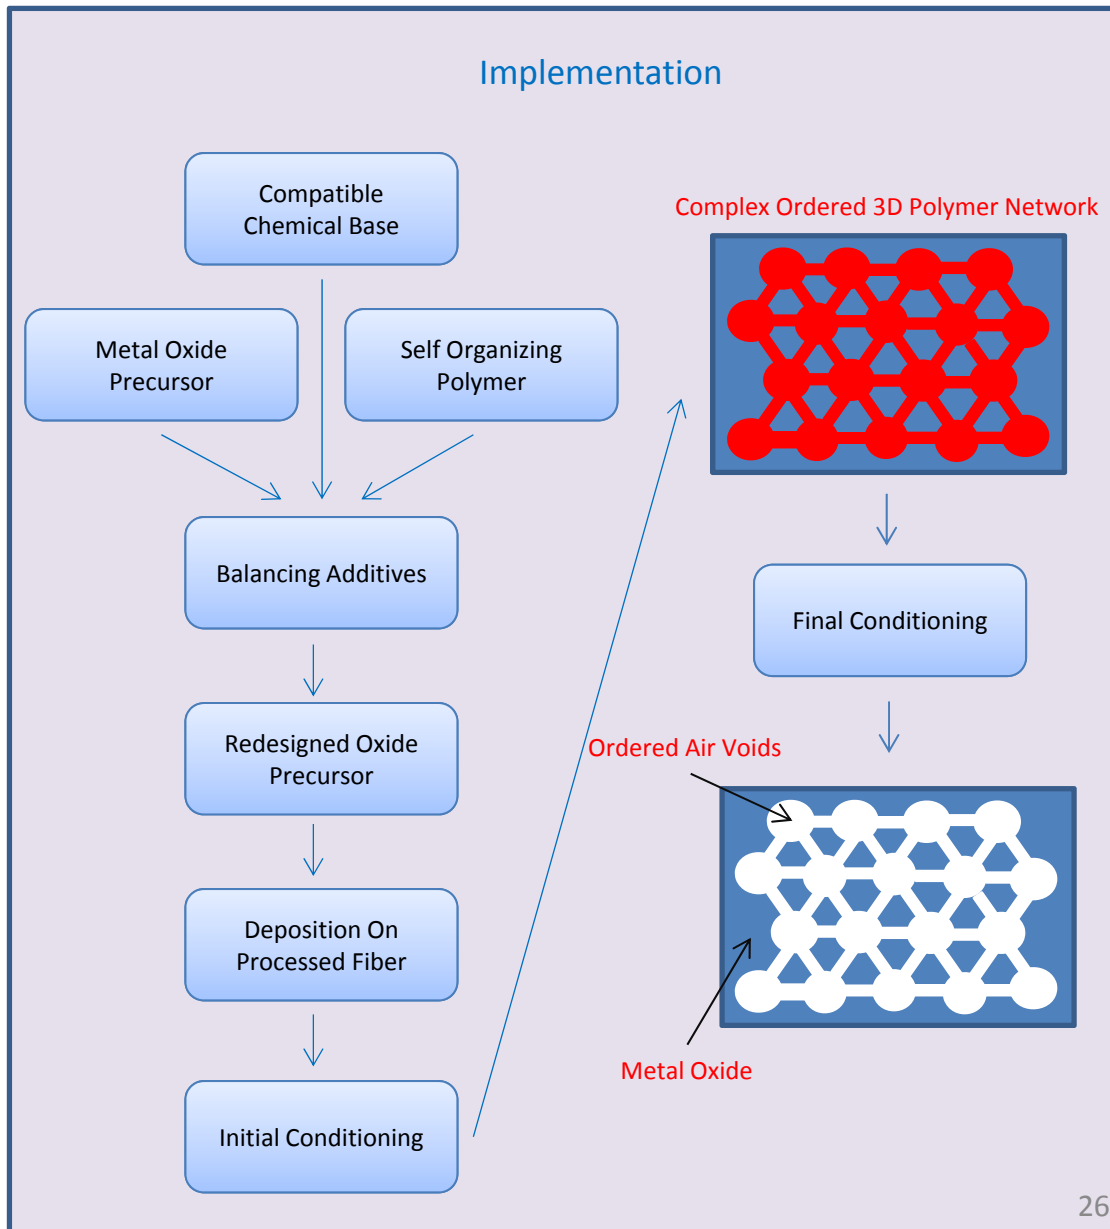 Implementation
Compatible
Chemical Base
Metal Oxide
Precursor
Self Organizing
Polymer
Balancing Additives
Redesigned Oxide
Precursor
Deposition On
Processed Fiber
Initial Conditioning
Complex Ordered 3D Polymer Network
Final Conditioning
Ordered Air Voids
Metal Oxide
26